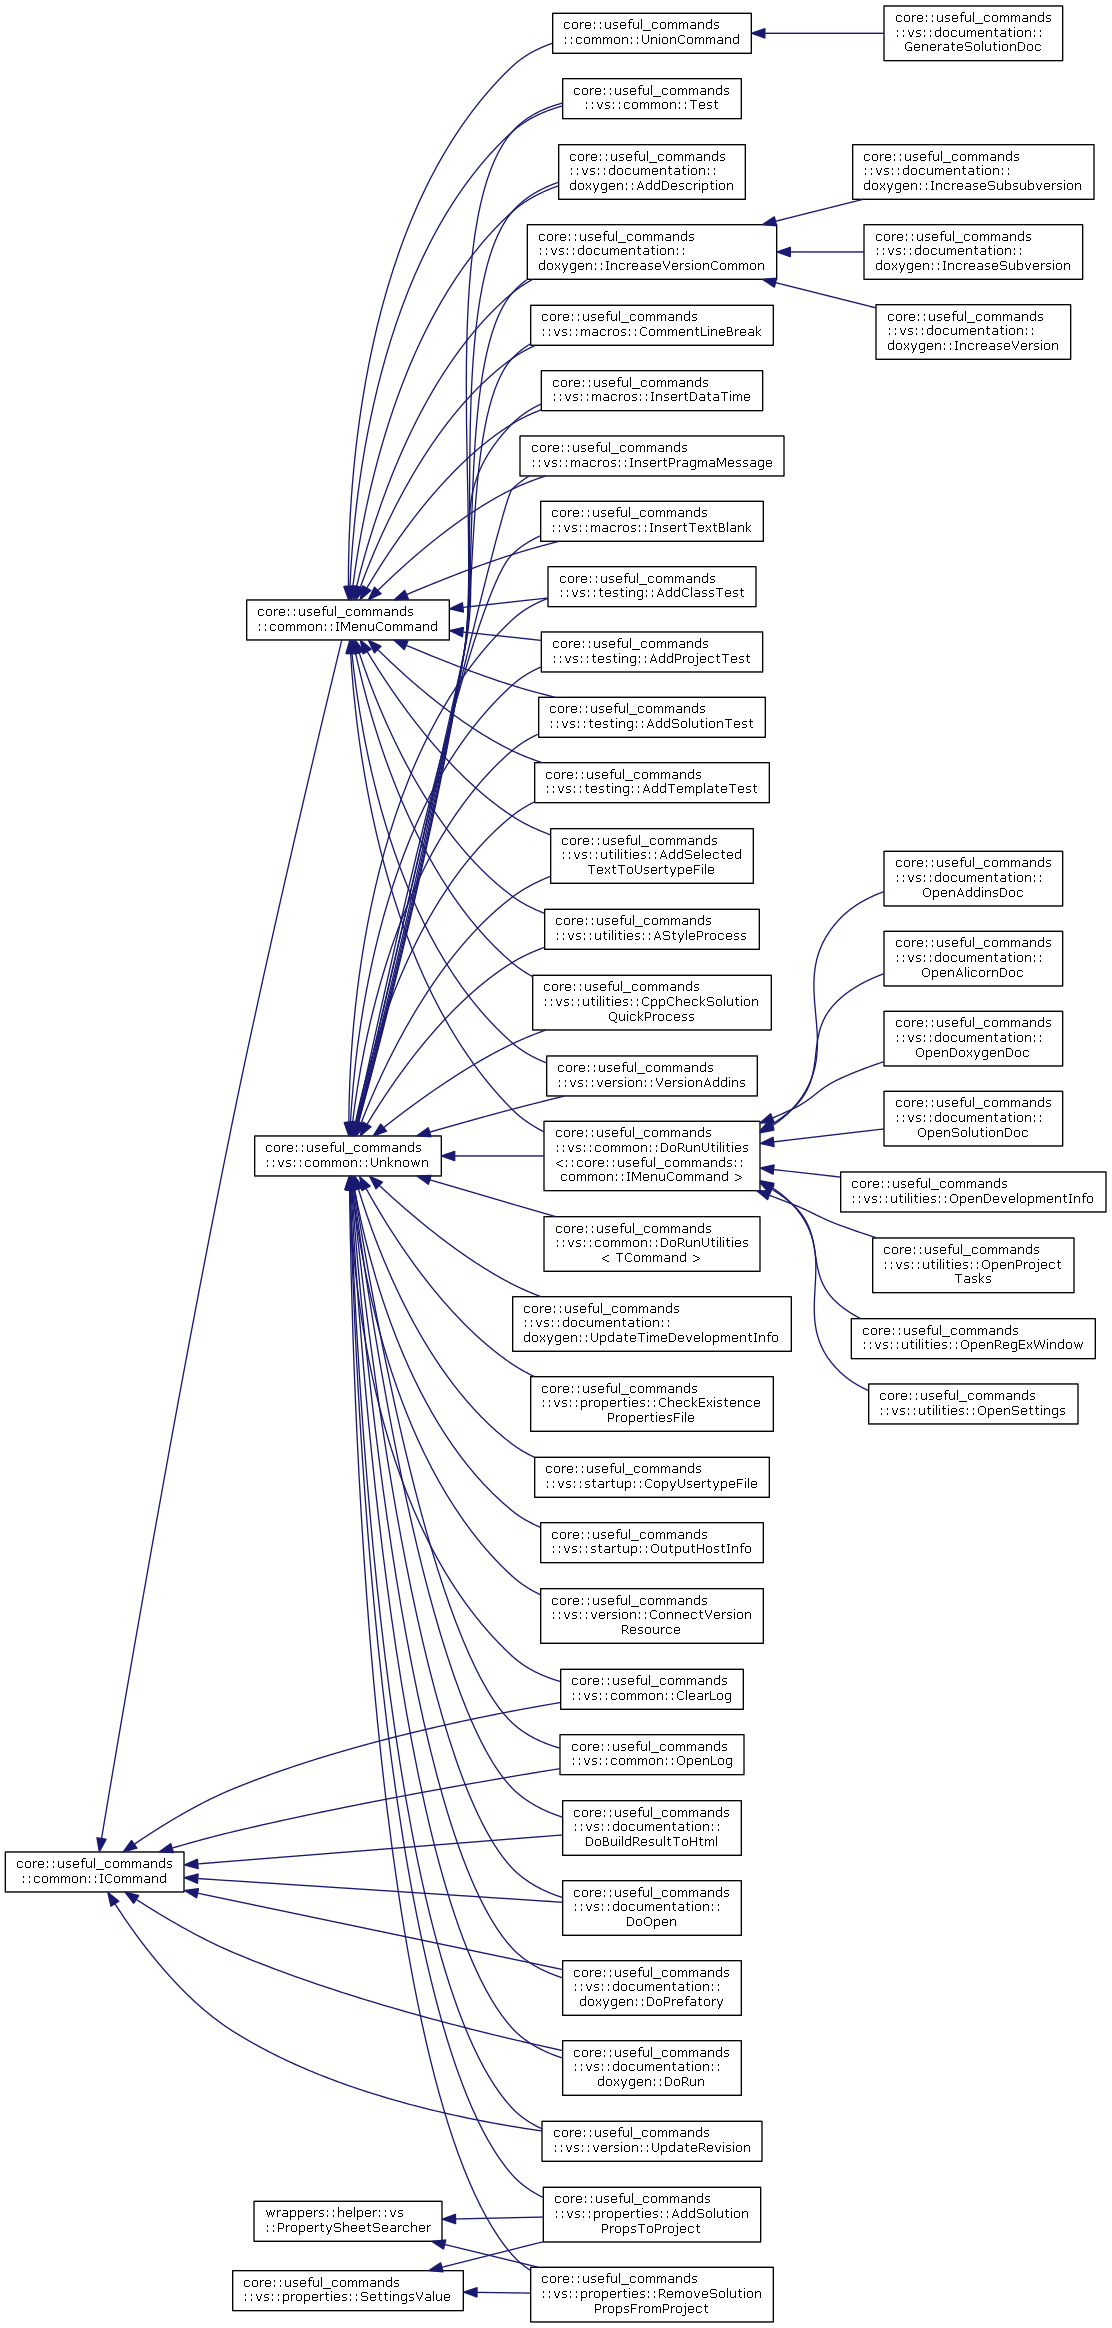 core::useful_commands
::common::UnionCommand
core::useful_commands
::vs::documentation::
GenerateSolutionDoc
core::useful_commands
::vs::common::Test
core::useful_commands
::vs::documentation::
doxygen::AddDescription
core::useful_commands
::vs::documentation::
doxygen::IncreaseSubsubversion
core::useful_commands
::vs::documentation::
doxygen::IncreaseVersionCommon
core::useful_commands
::vs::documentation::
doxygen::IncreaseSubversion
core::useful_commands
::vs::documentation::
doxygen::IncreaseVersion
core::useful_commands
::vs::macros::CommentLineBreak
core::useful_commands
::vs::macros::InsertDataTime
core::useful_commands
::vs::macros::InsertPragmaMessage
core::useful_commands
::vs::macros::InsertTextBlank
core::useful_commands
::vs::testing::AddClassTest
core::useful_commands
::common::IMenuCommand
core::useful_commands
::vs::testing::AddProjectTest
core::useful_commands
::vs::testing::AddSolutionTest
core::useful_commands
::vs::testing::AddTemplateTest
core::useful_commands
::vs::utilities::AddSelected
TextToUsertypeFile
core::useful_commands
::vs::documentation::
OpenAddinsDoc
core::useful_commands
::vs::utilities::AStyleProcess
core::useful_commands
::vs::documentation::
OpenAlicornDoc
core::useful_commands
::vs::utilities::CppCheckSolution
QuickProcess
core::useful_commands
::vs::documentation::
OpenDoxygenDoc
core::useful_commands
::vs::version::VersionAddins
core::useful_commands
::vs::documentation::
OpenSolutionDoc
core::useful_commands
::vs::common::Unknown
core::useful_commands
::vs::common::DoRunUtilities
<::core::useful_commands::
common::IMenuCommand >
core::useful_commands
::vs::utilities::OpenDevelopmentInfo
core::useful_commands
::vs::common::DoRunUtilities
< TCommand >
core::useful_commands
::vs::utilities::OpenProject
Tasks
core::useful_commands
::vs::documentation::
doxygen::UpdateTimeDevelopmentInfo
core::useful_commands
::vs::utilities::OpenRegExWindow
core::useful_commands
::vs::properties::CheckExistence
PropertiesFile
core::useful_commands
::vs::utilities::OpenSettings
core::useful_commands
::vs::startup::CopyUsertypeFile
core::useful_commands
::vs::startup::OutputHostInfo
core::useful_commands
::vs::version::ConnectVersion
Resource
core::useful_commands
::vs::common::ClearLog
core::useful_commands
::vs::common::OpenLog
core::useful_commands
::vs::documentation::
DoBuildResultToHtml
core::useful_commands
::common::ICommand
core::useful_commands
::vs::documentation::
DoOpen
core::useful_commands
::vs::documentation::
doxygen::DoPrefatory
core::useful_commands
::vs::documentation::
doxygen::DoRun
core::useful_commands
::vs::version::UpdateRevision
wrappers::helper::vs
::PropertySheetSearcher
core::useful_commands
::vs::properties::AddSolution
PropsToProject
core::useful_commands
::vs::properties::SettingsValue
core::useful_commands
::vs::properties::RemoveSolution
PropsFromProject